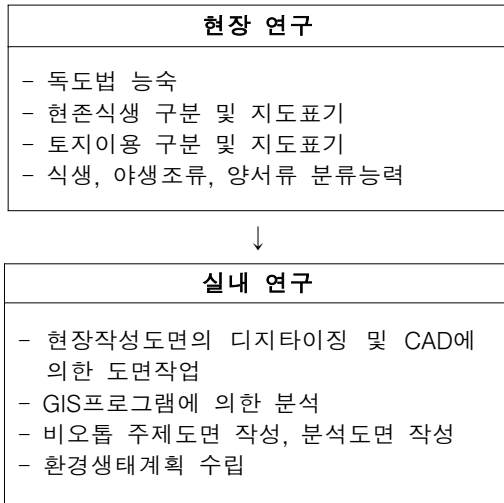 현장 연구
- 독도법 능숙
- 현존식생 구분 및 지도표기
- 토지이용 구분 및 지도표기
- 식생, 야생조류, 양서류 분류능력
↓
실내 연구
- 현장작성도면의 디지타이징 및 CAD에
의한 도면작업
- GIS프로그램에 의한 분석
- 비오톱 주제도면 작성, 분석도면 작성
- 환경생태계획 수립